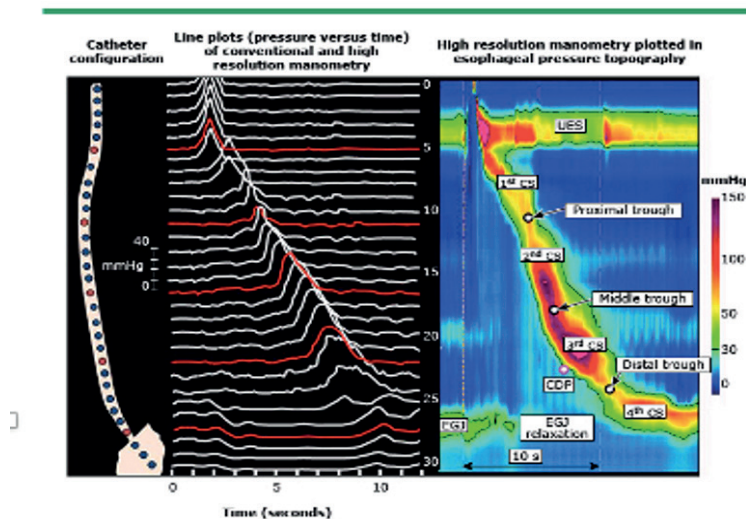 Catheter
configuration
Line plots (pressure versus time)
of conventional and high
resolution manometry
High resolution manometry plotted in
esophageal pressure topography
0
5
10
15
20
25
30
40
mmHg
0
0
5
10
Time (seconds)
UES
1st CS
Proximal trough
2nd CS
Middle trough
3rd CS
Distal trough
CDP
4th CS
EGJ
EGJ
relaxation
10 s
mmHg
150
100
50
30
0